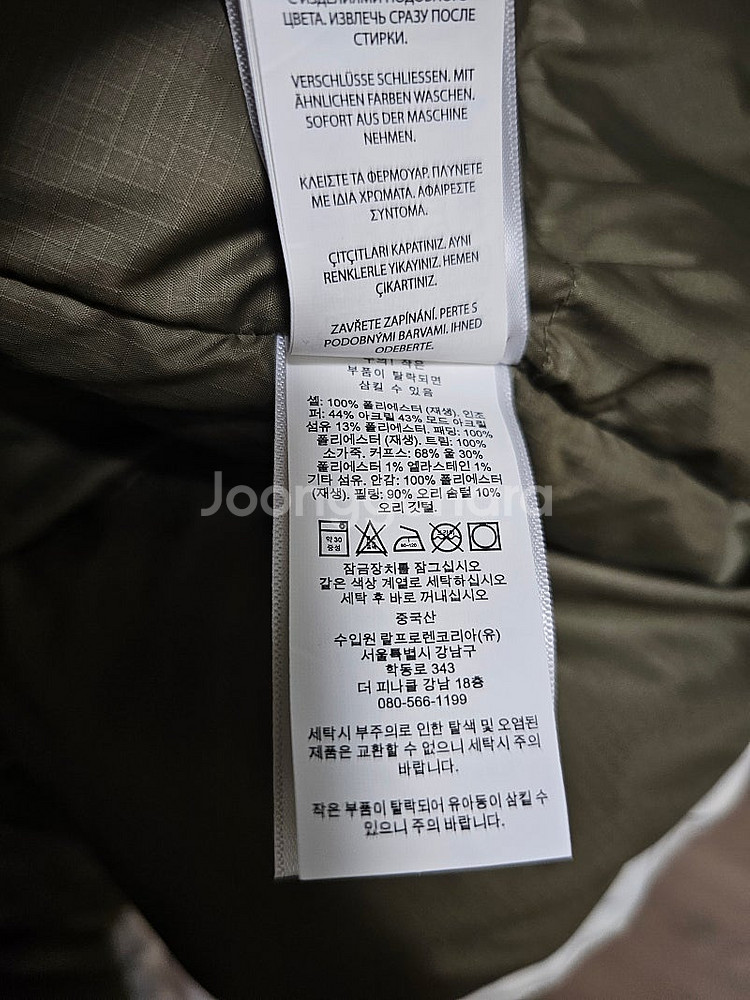 С ИЗДЕЛИЯМИ ПОДОБНОГО
ЦВЕТА. ИЗВЛЕЧЬ СРАЗУ ПОСЛЕ
СТИРКИ.
VERSCHLÜSSE SCHLIESSEN. MIT
ÄHNLICHEN FARBEN WASCHEN.
SOFORT AUS DER MASCHINE
NEHMEN.
ΚΛΕΙΣΤΕ ΤΑ ΦΕΡΜΟΥΑΡ. ΠΛΥΝΕΤΕ
ΜΕ ΙΔΙΑ ΧΡΩΜΑΤΑ. ΑΦΑΙΡΕΣΤΕ
ΣΥΝΤΟΜΑ.
ÇITÇITLARI KAPATINIZ. AYNI
RENKLERLE YIKAYINIZ. HEMEN
ÇIKARTINIZ.
ZAVŘETE ZAPÍNÁNÍ. PERTE S
PODOBNÝMI BARVAMI. IHNED
ODEBERTE.
주의! 작은
부품이 탈락되면
삼킬 수 있음
셸: 100% 폴리에스터 (재생). 인조
퍼: 44% 아크릴 43% 모드 아크릴
섬유 13% 폴리에스터. 패딩: 100%
폴리에스터 (재생). 트림: 100%
소가죽. 커프스: 68% 울 30%
폴리에스터 1% 엘라스테인 1%
기타 섬유. 안감: 100% 폴리에스터
(재생). 필링: 90% 오리 솜털 10%
오리 깃털.
Joonggonara
약 30
중성
80~120
드라이
잠금장치를 잠그십시오
같은 색상 계열로 세탁하십시오
세탁 후 바로 꺼내십시오
중국산
수입원 랄프로렌코리아(유)
서울특별시 강남구
학동로 343
더 피나클 강남 18층
080-566-1199
세탁시 부주의로 인한 탈색 및 오염된
제품은 교환할 수 없으니 세탁시 주의
바랍니다.
작은 부품이 탈락되어 유아동이 삼킬 수
있으니 주의 바랍니다.